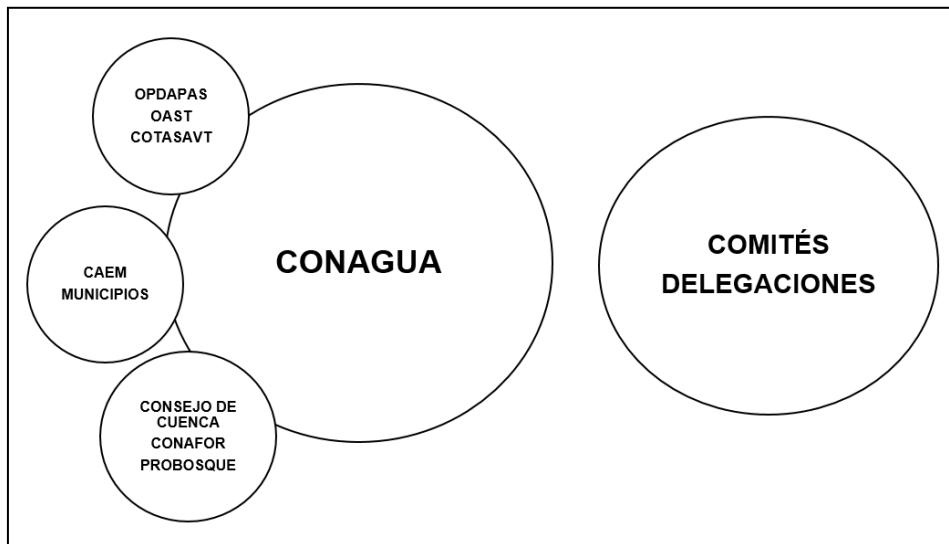 OPDAPAS
OAST
COTASAVT
CAEM
MUNICIPIOS
CONSEJO DE
CUENCA
CONAFOR
PROBOSQUE
CONAGUA
COMITÉS
DELEGACIONES